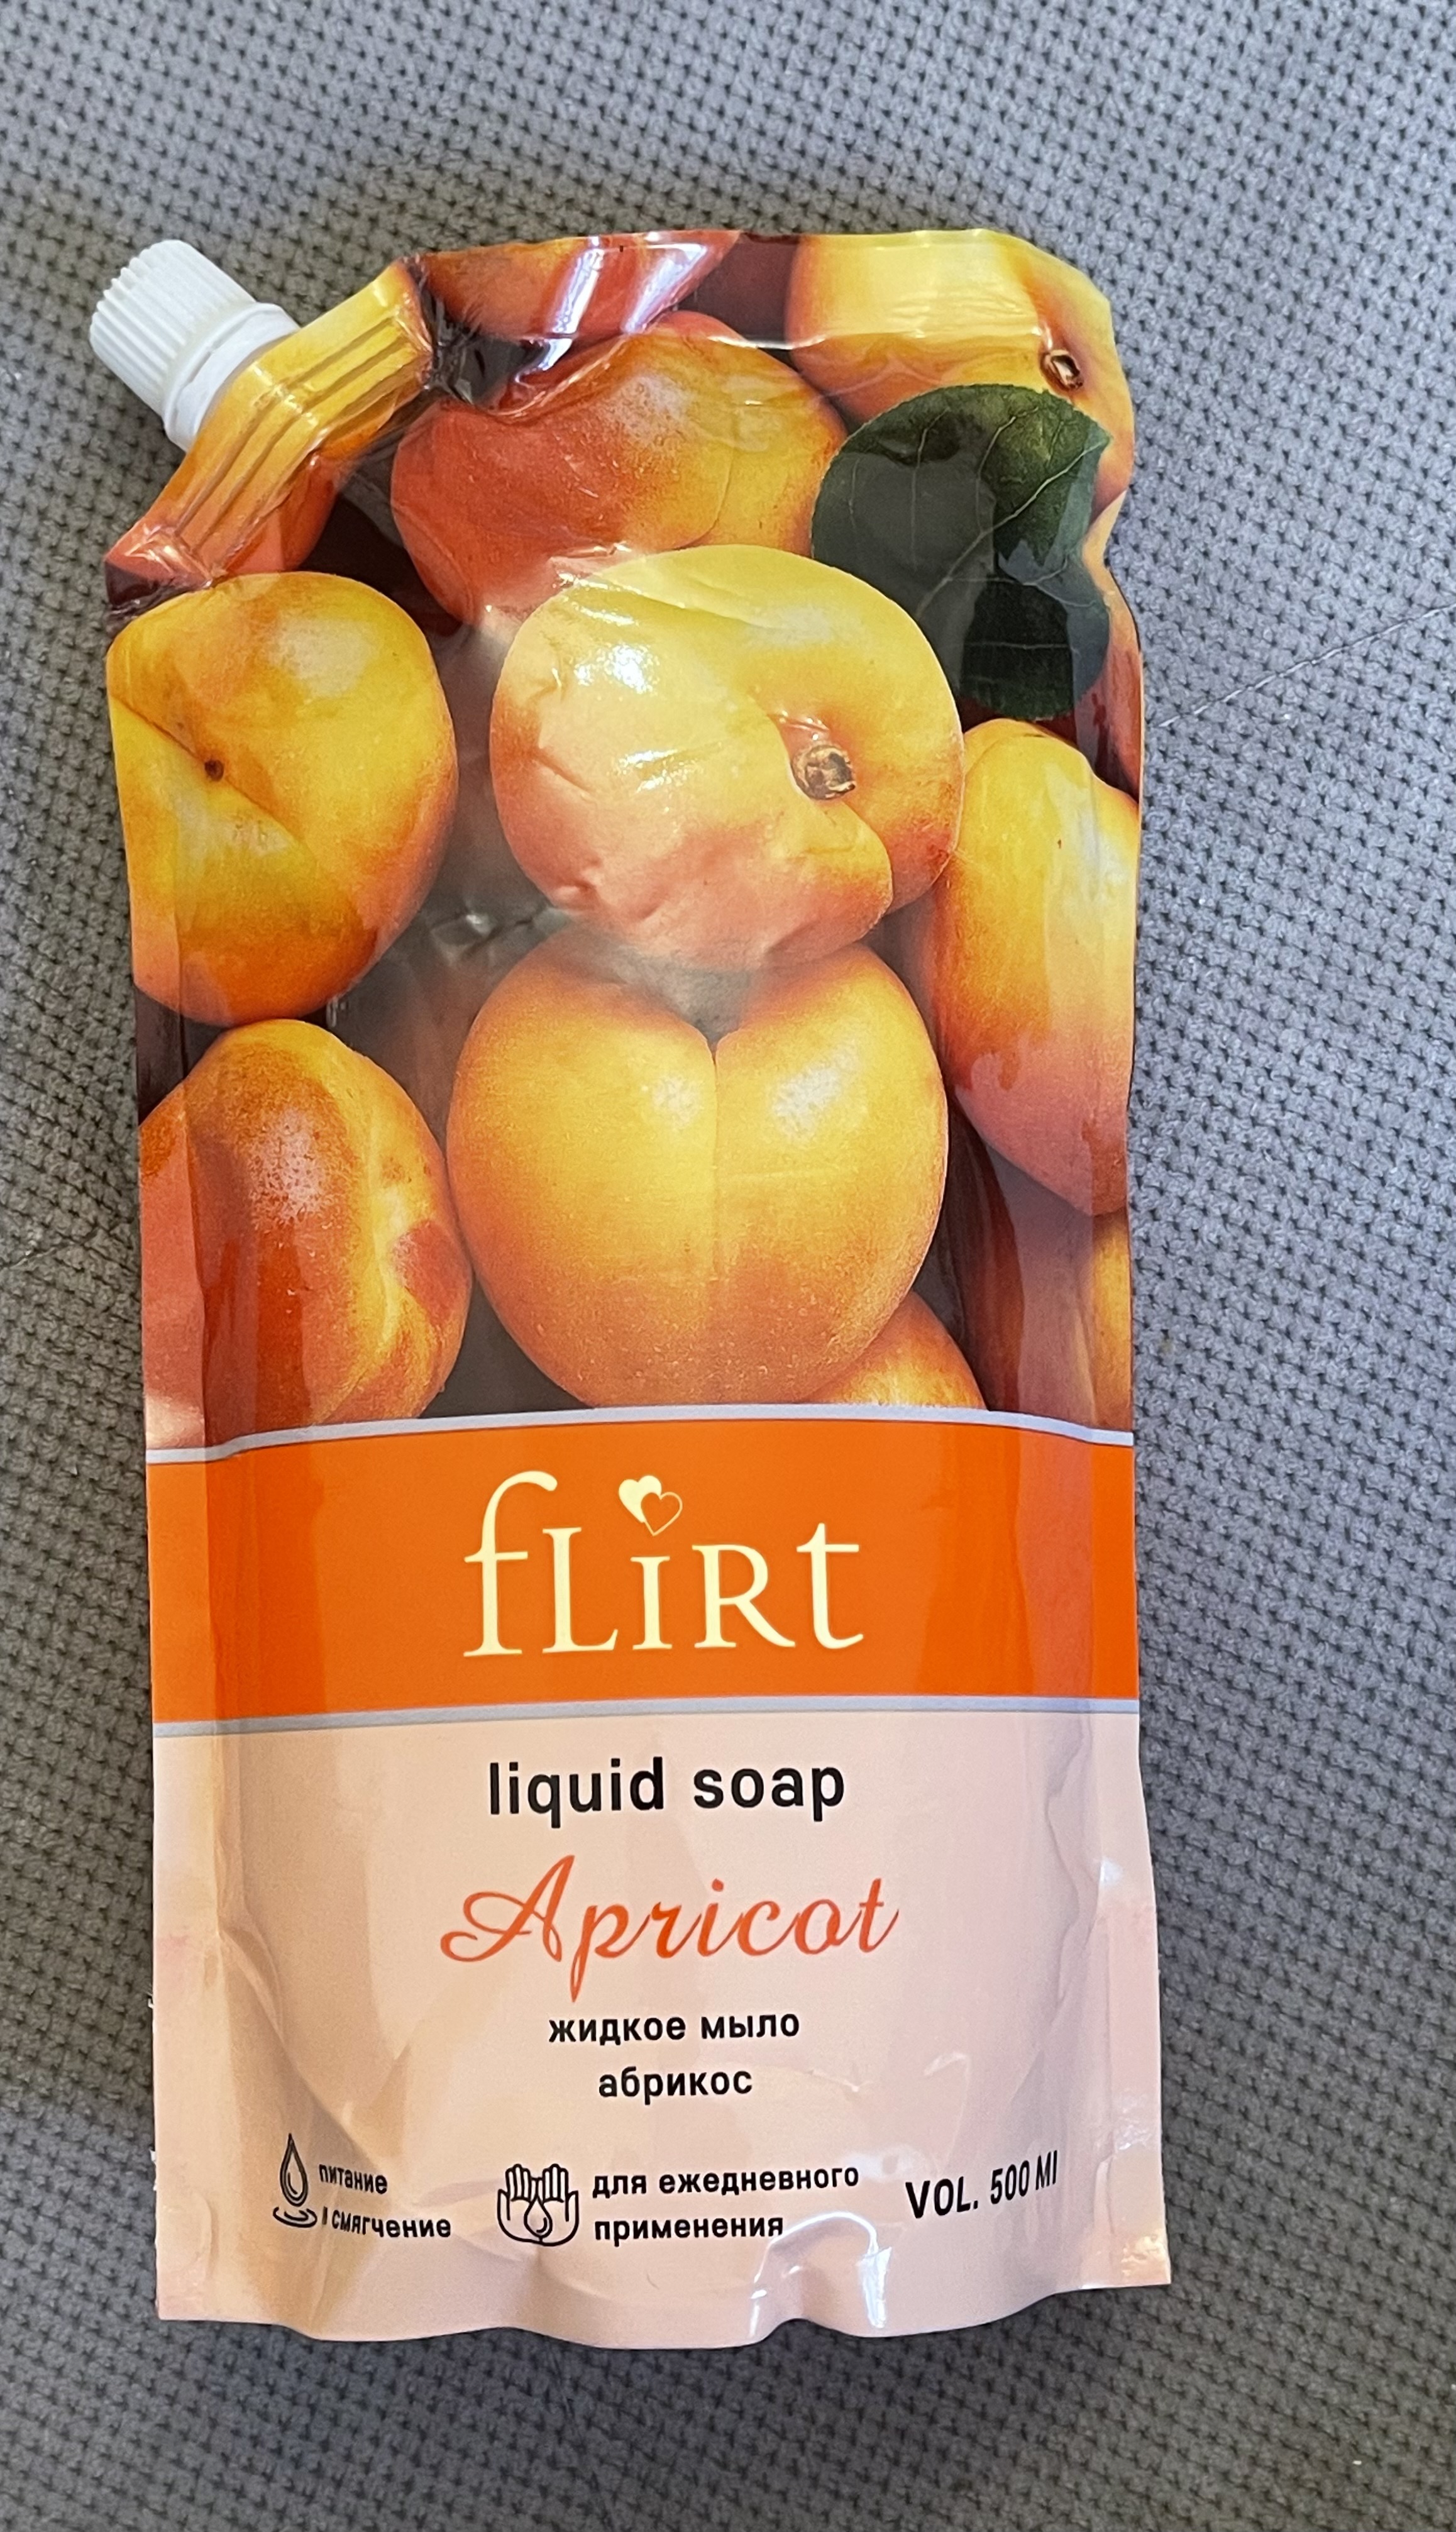 fLiRt
liquid soap
Apricot
жидкое мыло
абрикос
питание
и смягчение
для ежедневного
применения
VOL. 500 Ml